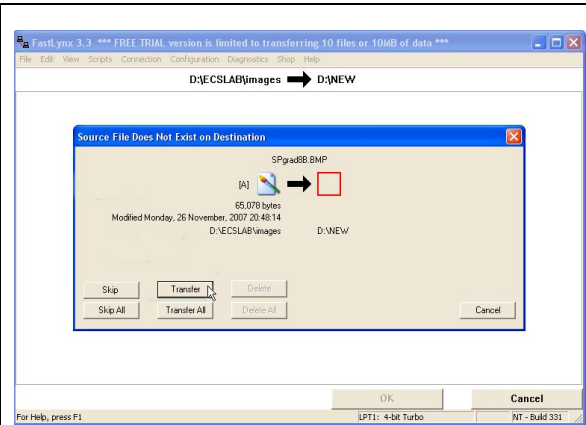 FastLynx 3.3 *** FREE TRIAL version is limited to transferring 10 files or 10MB of data ***
File Edit View Scripts Connection Configuration Diagnostics Shop Help
D:\ECSLAB\images D:\NEW
Source File Does Not Exist on Destination
SPgrad8B.BMP
[A]
65,078 bytes
Modified Monday, 26 November, 2007 20:48:14
D:\ECSLAB\images D:\NEW
Skip Transfer Delete
Skip All Transfer All Delete All Cancel
OK Cancel
For Help, press F1 LPT1: 4-bit Turbo NT - Build 331